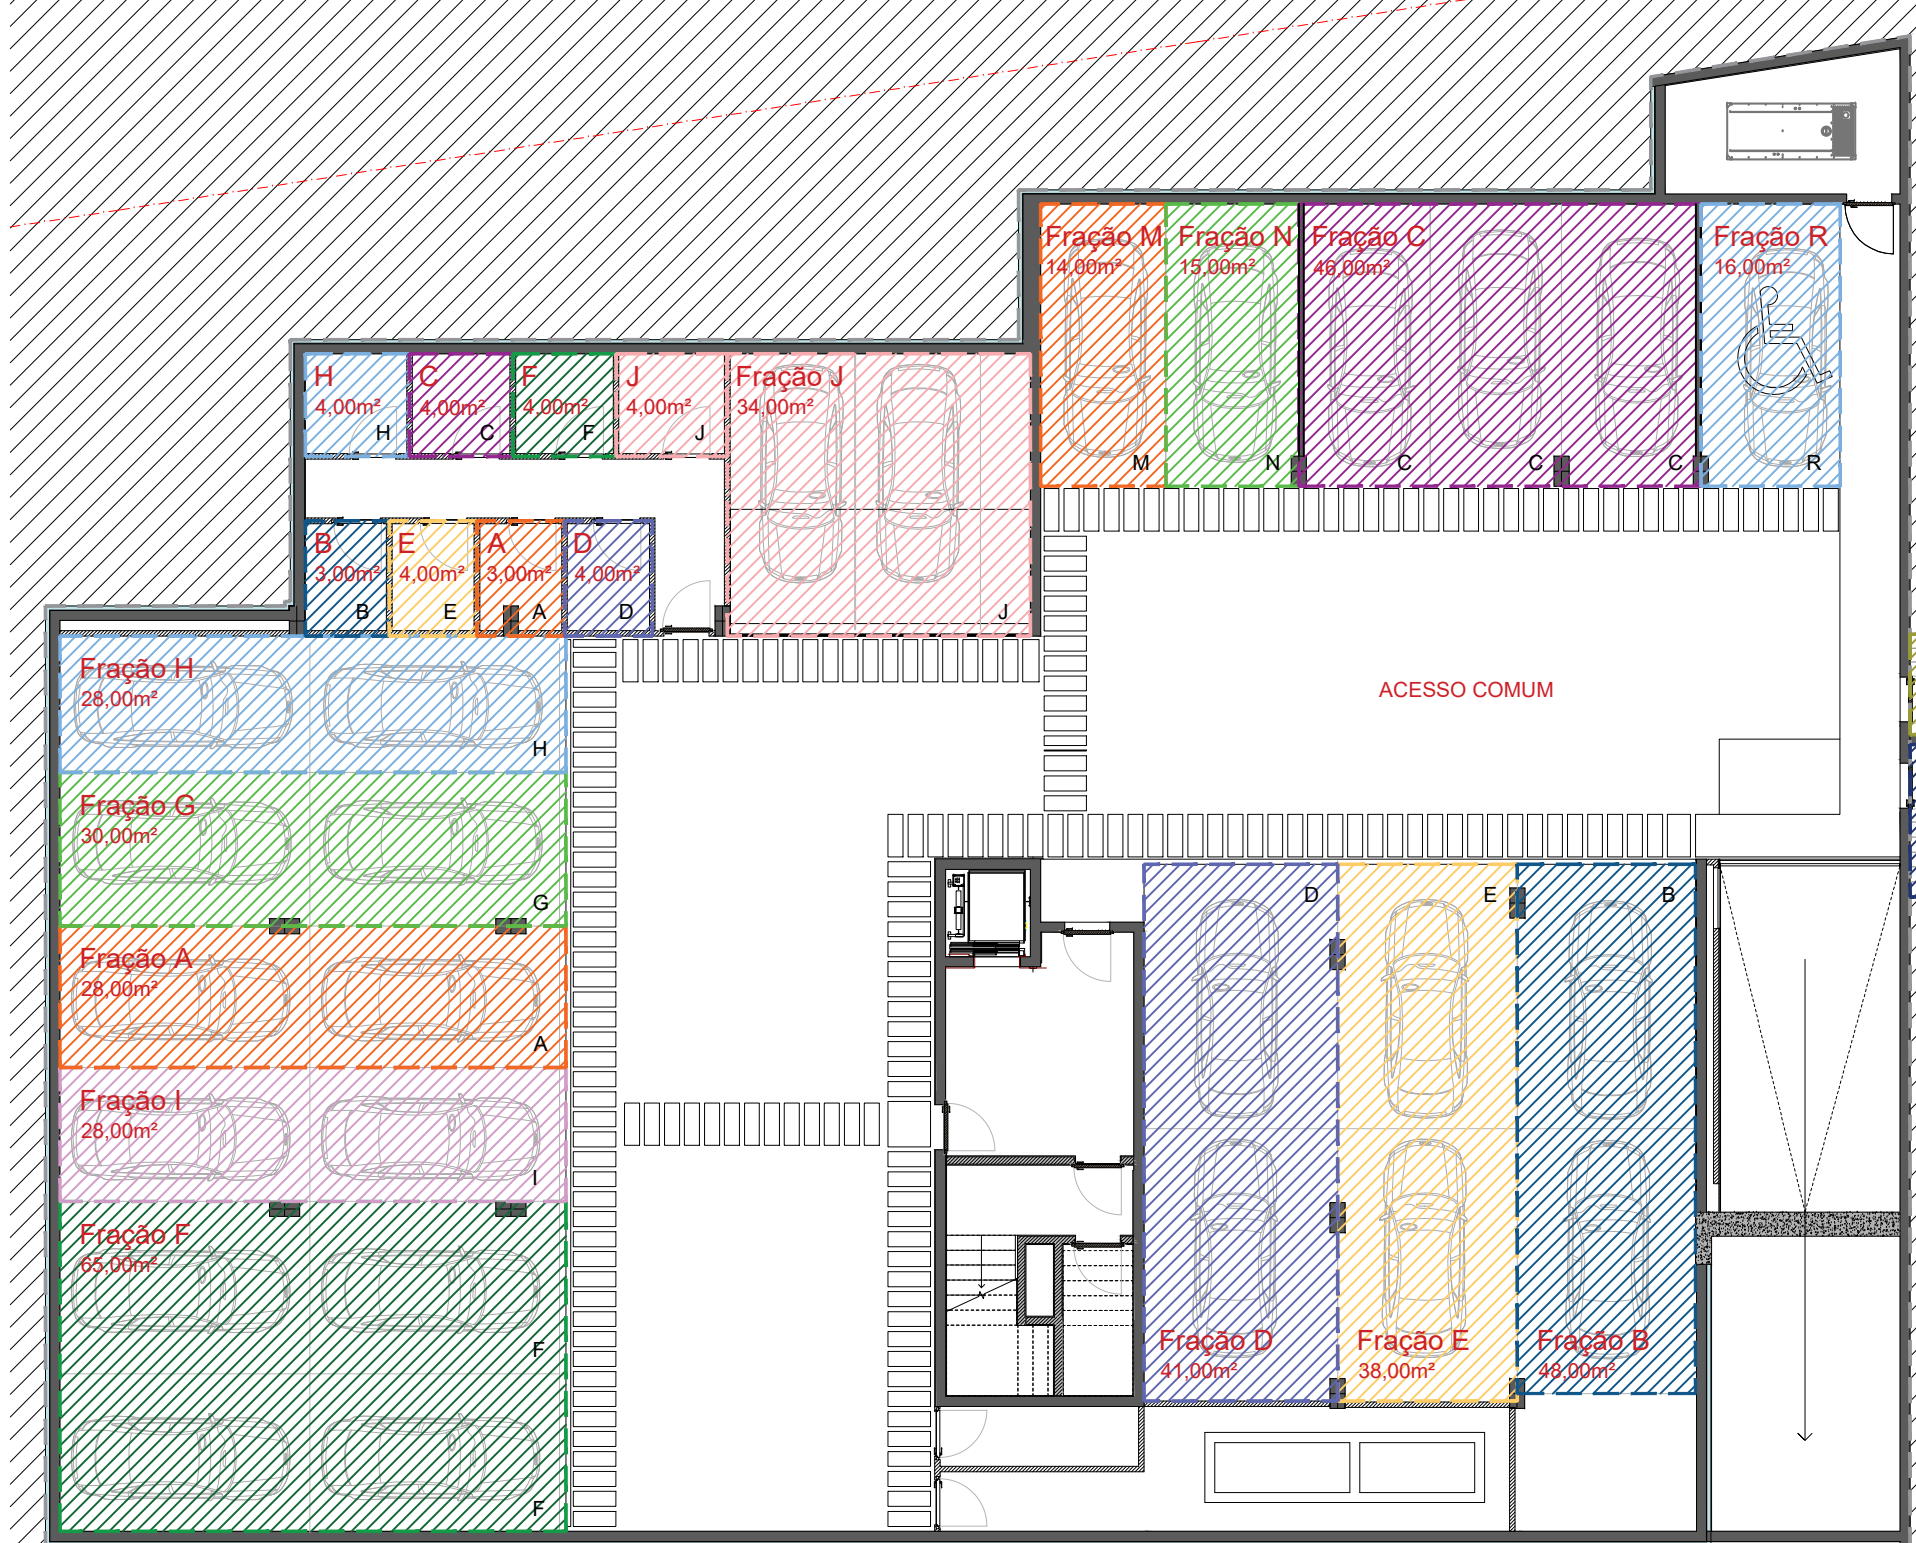 Fração M
14,00m²
M
Fração N
15,00m²
N
Fração C
46,00m²
C
C
C
Fração R
16,00m²
R
H
4,00m²
H
C
4,00m²
C
F
4,00m²
F
J
4,00m²
J
Fração J
34,00m²
J
B
3,00m²
B
E
4,00m²
E
A
3,00m²
A
D
4,00m²
D
Fração H
28,00m²
H
ACESSO COMUM
Fração G
30,00m²
G
Fração A
28,00m²
A
Fração I
28,00m²
I
Fração F
65,00m²
F
F
D
Fração D
41,00m²
E
Fração E
38,00m²
B
Fração B
48,00m²